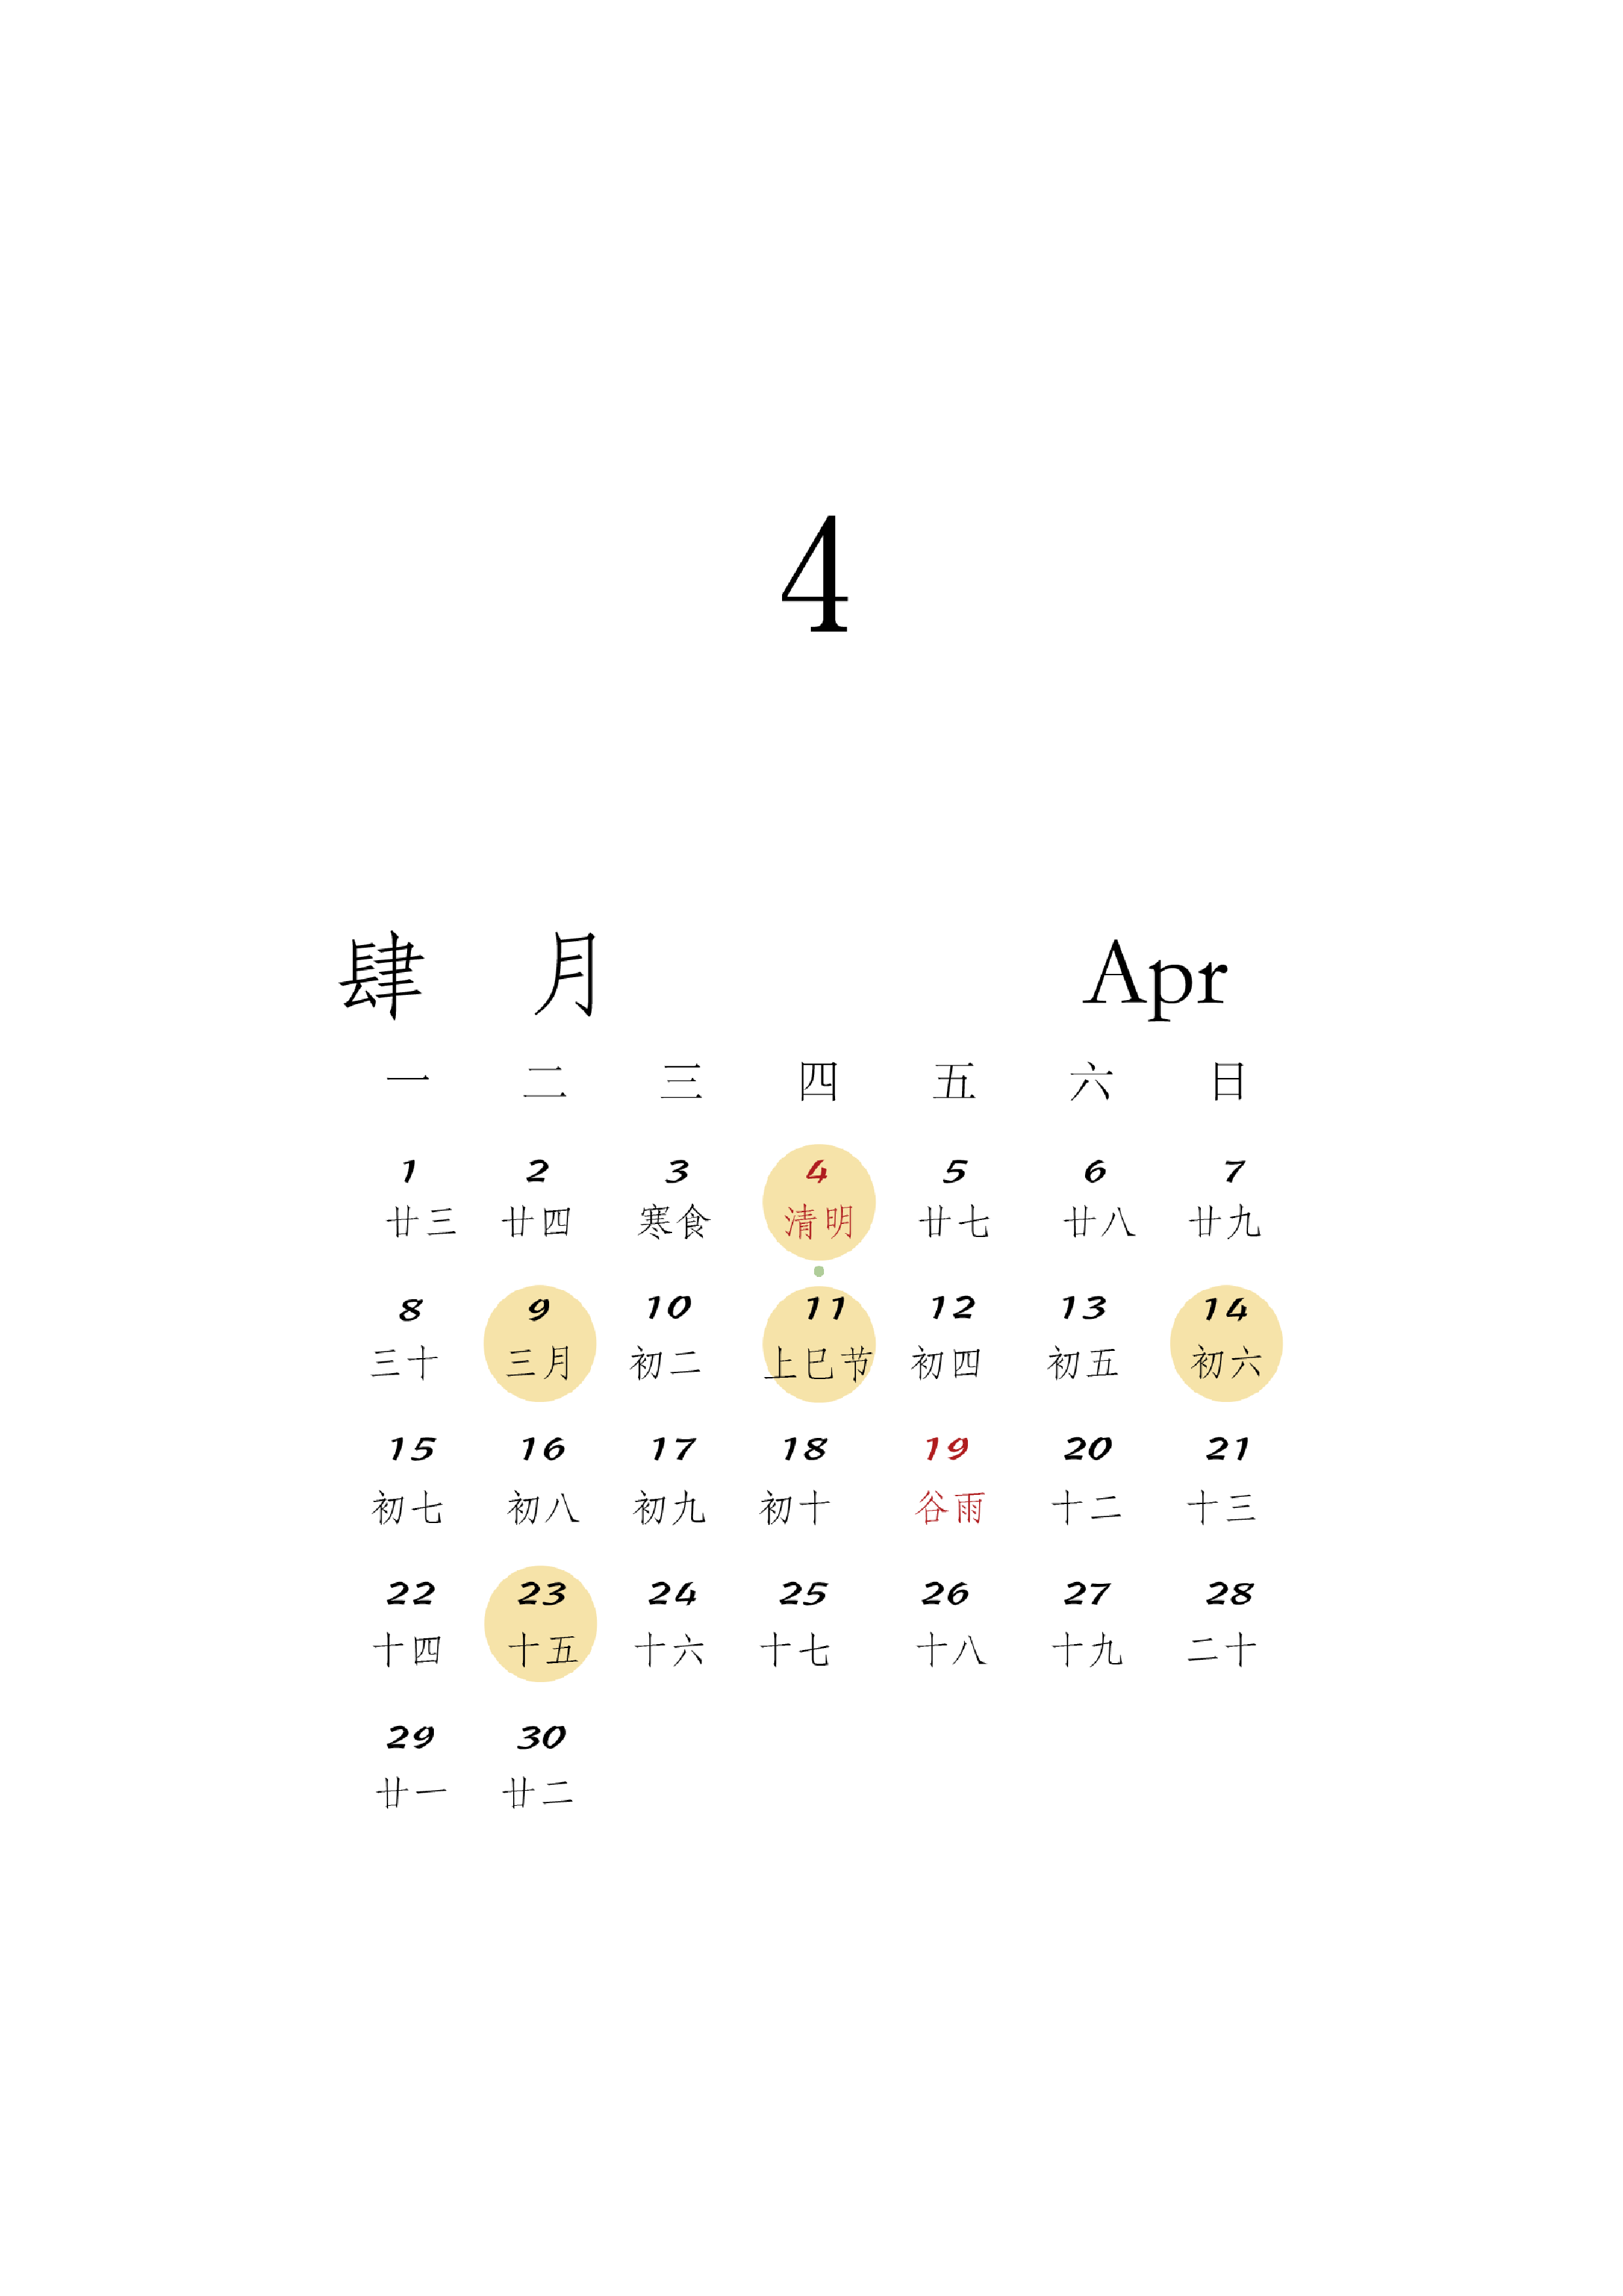 4
肆 月 Apr
一 二 三 四 五 六 日
1 2 3 4 5 6 7
廿三 廿四 寒食 清明 廿七 廿八 廿九
8 9 10 11 12 13 14
三十 三月 初二 上巳节 初四 初五 初六
15 16 17 18 19 20 21
初七 初八 初九 初十 谷雨 十二 十三
22 23 24 25 26 27 28
十四 十五 十六 十七 十八 十九 二十
29 30
廿一 廿二